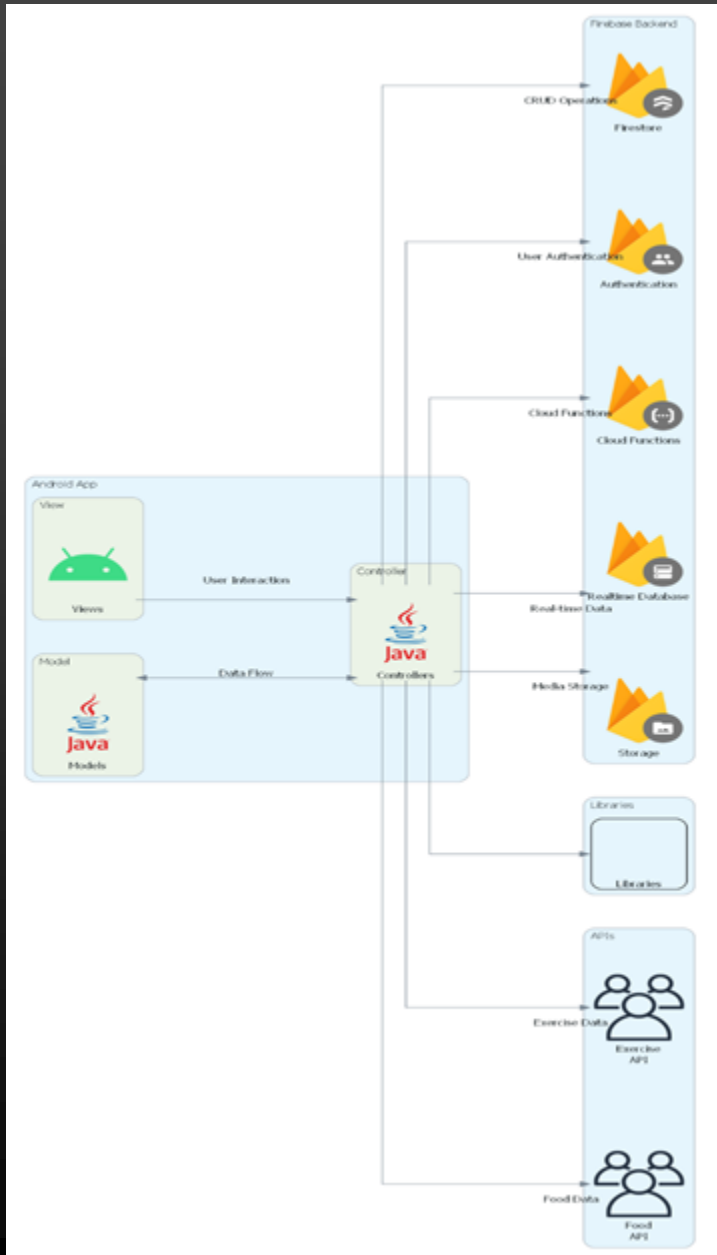 Firebase Backend
CRUD Operations
Firestore
User Authentication
Authentication
Cloud Functions
Cloud Functions
Android App
View
Views
User Interaction
Controller
Java
Controllers
Realtime Database
Real-time Data
Model
Java
Models
Data Flow
Media Storage
Storage
Libraries
Libraries
APIs
Exercise Data
Exercise
API
Food Data
Food
API